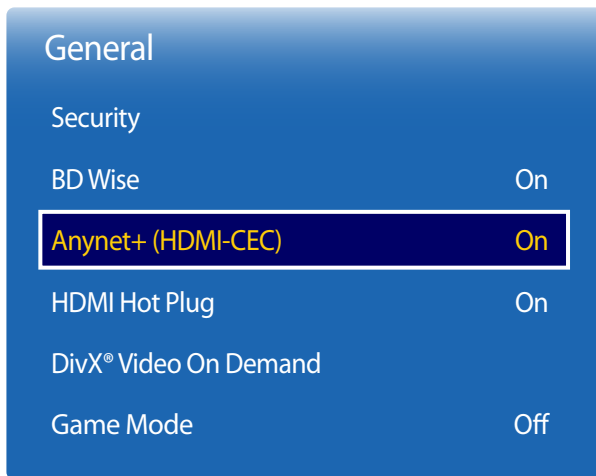 General
Security
BD Wise On
Anynet+ (HDMI-CEC) On
HDMI Hot Plug On
DivX® Video On Demand
Game Mode Off